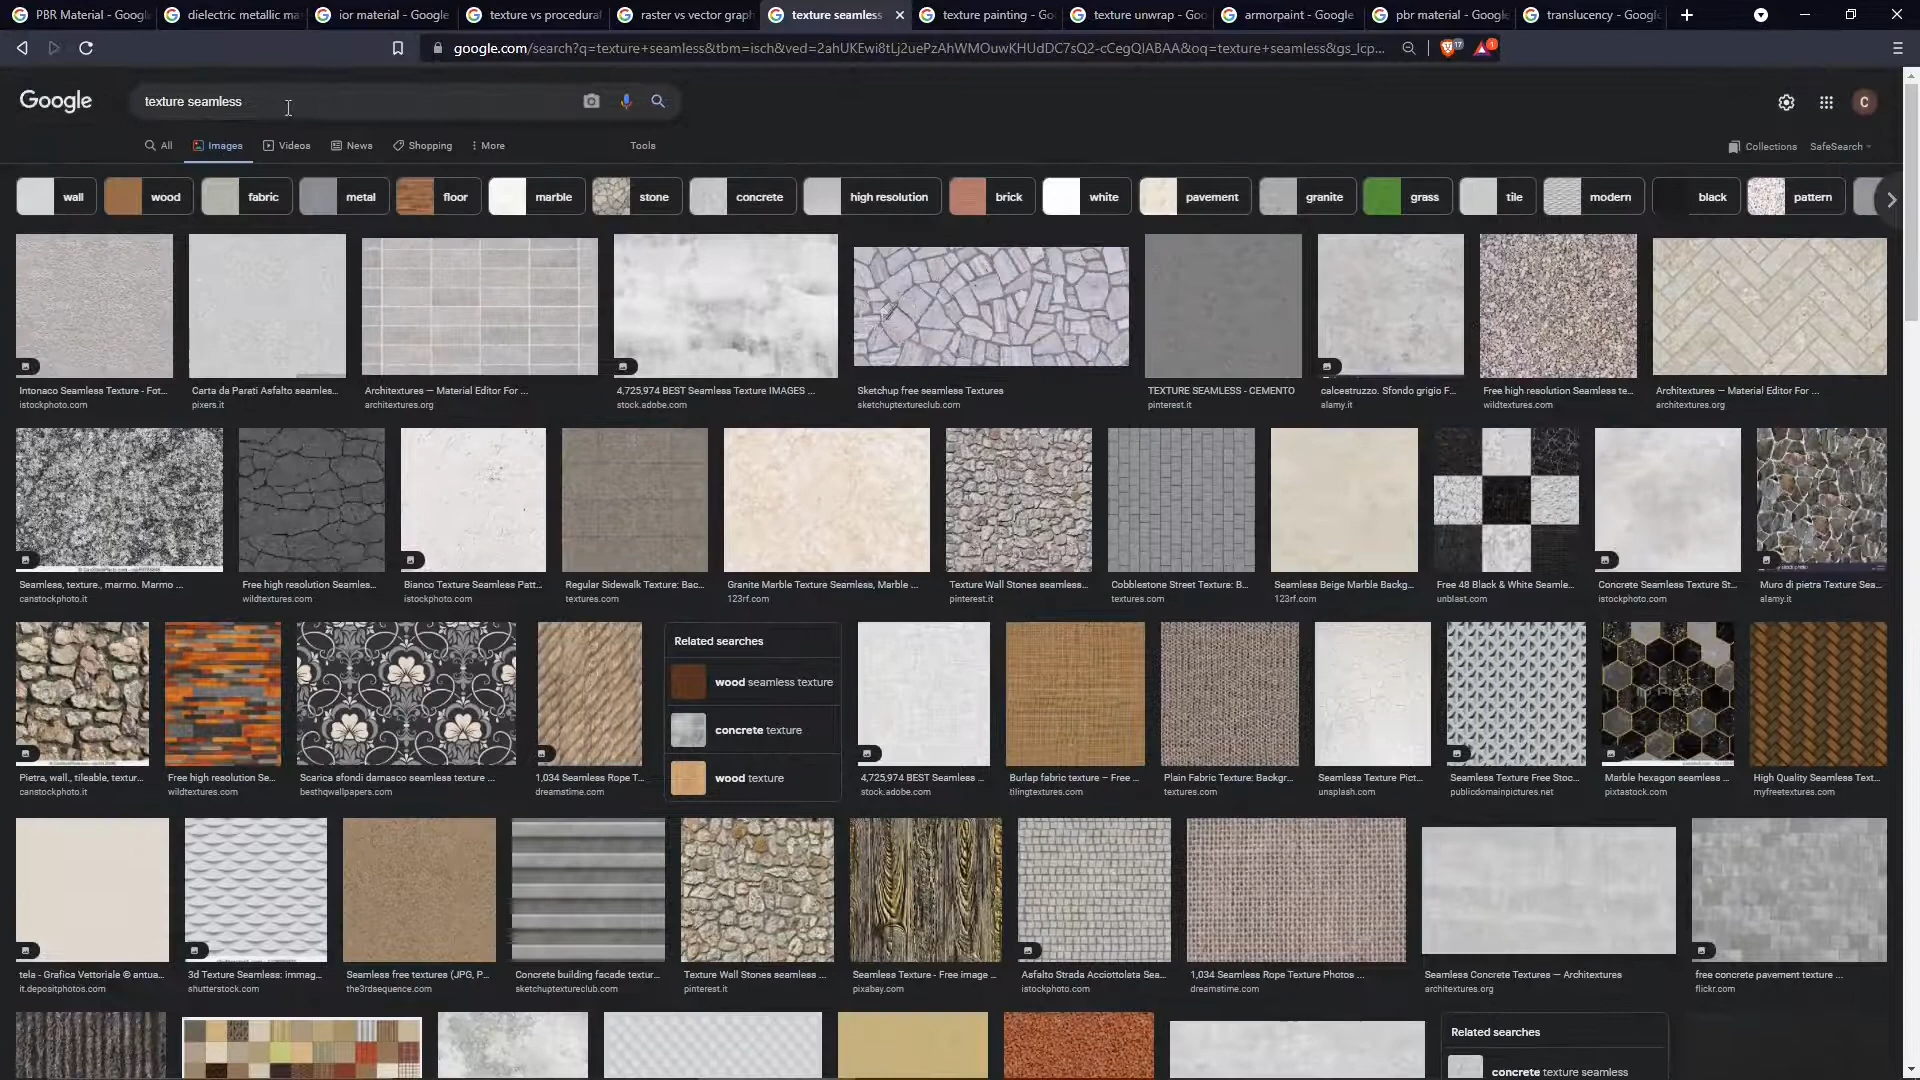 PBR Material - Googl
dielectric metallic ma
ior material - Google
texture vs procedural
raster vs vector graph
texture seamless
texture painting - Go
texture unwrap - Goo
armorpaint - Google
pbr material - Google
translucency - Google
google.com/search?q=texture+seamless&tbm=isch&ved=2ahUKEwi8tLj2uePzAhWMOuwKHUdDC7sQ2-cCegQIABAA&oq=texture+seamless&gs_lcp...
17
1
Google
texture seamless
C
All
Images
Videos
News
Shopping
More
Tools
Collections
SafeSearch
wall
wood
fabric
metal
floor
marble
stone
concrete
high resolution
brick
white
pavement
granite
grass
tile
modern
black
pattern
Intonaco Seamless Texture - Fot...
istockphoto.com
Carta da Parati Asfalto seamles...
pixers.it
Architextures — Material Editor For ...
architextures.org
4,725,974 BEST Seamless Texture IMAGES ...
stock.adobe.com
Sketchup free seamless Textures
sketchuptextureclub.com
TEXTURE SEAMLESS - CEMENTO
pinterest.it
calcestruzzo. Sfondo grigio F...
alamy.it
Free high resolution Seamless te...
wildtextures.com
Architextures — Material Editor For ...
architextures.org
Seamless, texture., marmo. Marmo ...
canstockphoto.it
Free high resolution Seamles...
wildtextures.com
Bianco Texture Seamless Patt...
istockphoto.com
Regular Sidewalk Texture: Bac...
textures.com
Granite Marble Texture Seamless, Marble ...
123rf.com
Texture Wall Stones seamless...
pinterest.it
Cobblestone Street Texture: B...
textures.com
Seamless Beige Marble Backg...
123rf.com
Free 48 Black & White Seamle...
unblast.com
Concrete Seamless Texture St...
istockphoto.com
Muro di pietra Texture Sea...
alamy.it
Pietra, wall., tileable, textur...
canstockphoto.it
Free high resolution Se...
wildtextures.com
Scarica sfondi damasco seamless texture ...
besthqwallpapers.com
1,034 Seamless Rope T...
dreamstime.com
Related searches
wood seamless texture
concrete texture
wood texture
4,725,974 BEST Seamless ...
stock.adobe.com
Burlap fabric texture – Free ...
tilingtextures.com
Plain Fabric Texture: Backgr...
textures.com
Seamless Texture Pict...
unsplash.com
Seamless Texture Free Stoc...
publicdomainpictures.net
Marble hexagon seamless ...
pixtastock.com
High Quality Seamless Text...
myfreetextures.com
tela - Grafica Vettoriale © antua...
it.depositphotos.com
3d Texture Seamless: immag...
shutterstock.com
Seamless free textures (JPG, P...
the3rdsequence.com
Concrete building facade textur...
sketchuptextureclub.com
Texture Wall Stones seamless ...
pinterest.it
Seamless Texture - Free image ...
pixabay.com
Asfalto Strada Acciottolata Sea...
istockphoto.com
1,034 Seamless Rope Texture Photos ...
dreamstime.com
Seamless Concrete Textures — Architextures
architextures.org
free concrete pavement texture ...
flickr.com
Related searches
concrete texture seamless